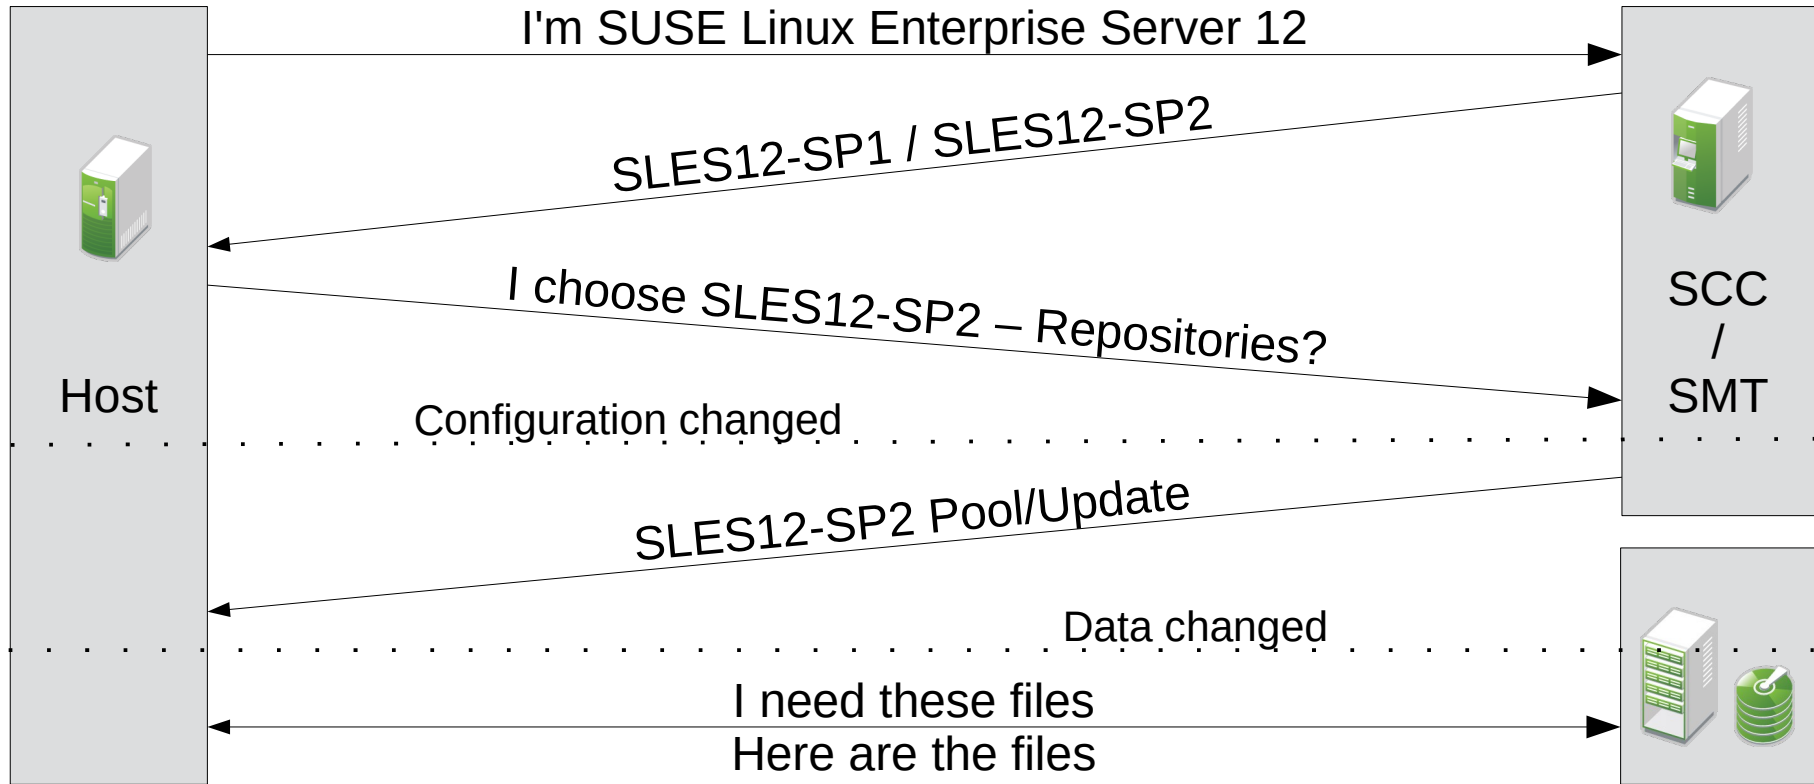 I'm SUSE Linux Enterprise Server 12
SLES12-SP1 / SLES12-SP2
I choose SLES12-SP2 – Repositories?
SCC
/
SMT
Host
Configuration changed
SLES12-SP2 Pool/Update
Data changed
I need these files
Here are the files